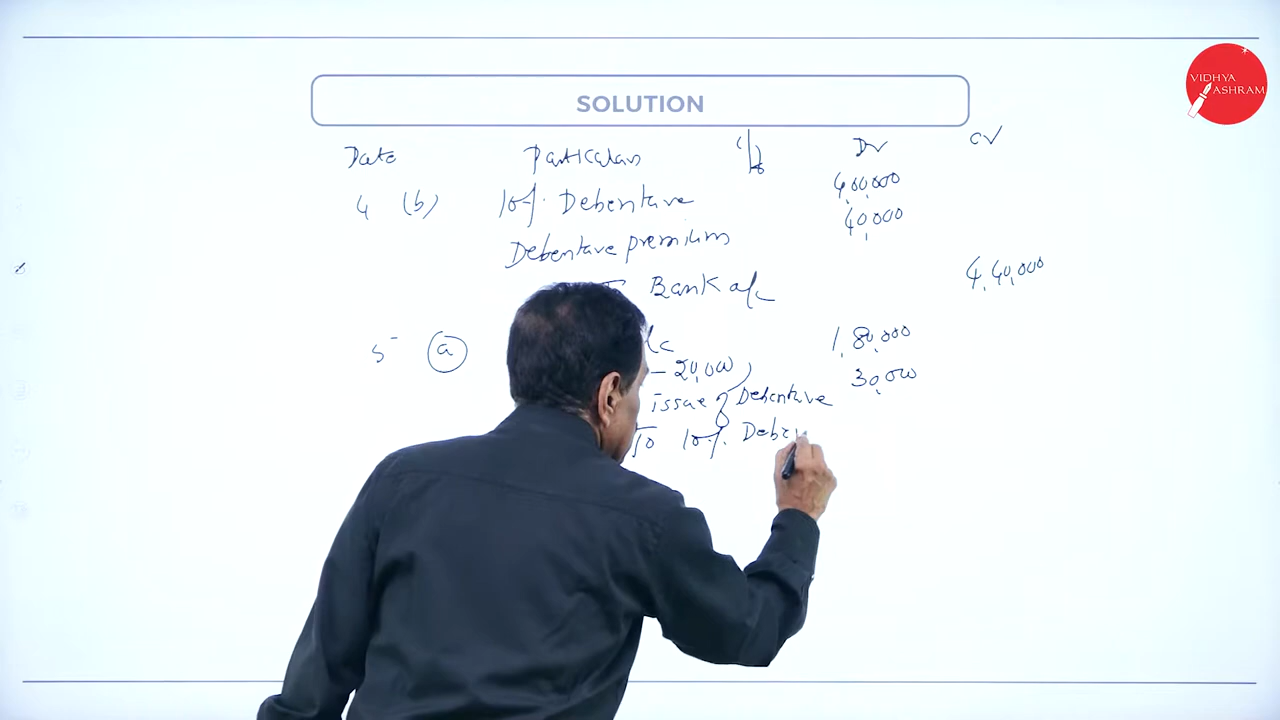 VIDHYA
ASHRAM
SOLUTION
Date Particulars Dr Cr
4 (b) 10% Debenture 4,00,000
Debenture premium 40,000
Bank a/c 4,40,000
5 (a) 1,80,000
- 20,000) 30,000
issue of Debenture
To 10% Debe